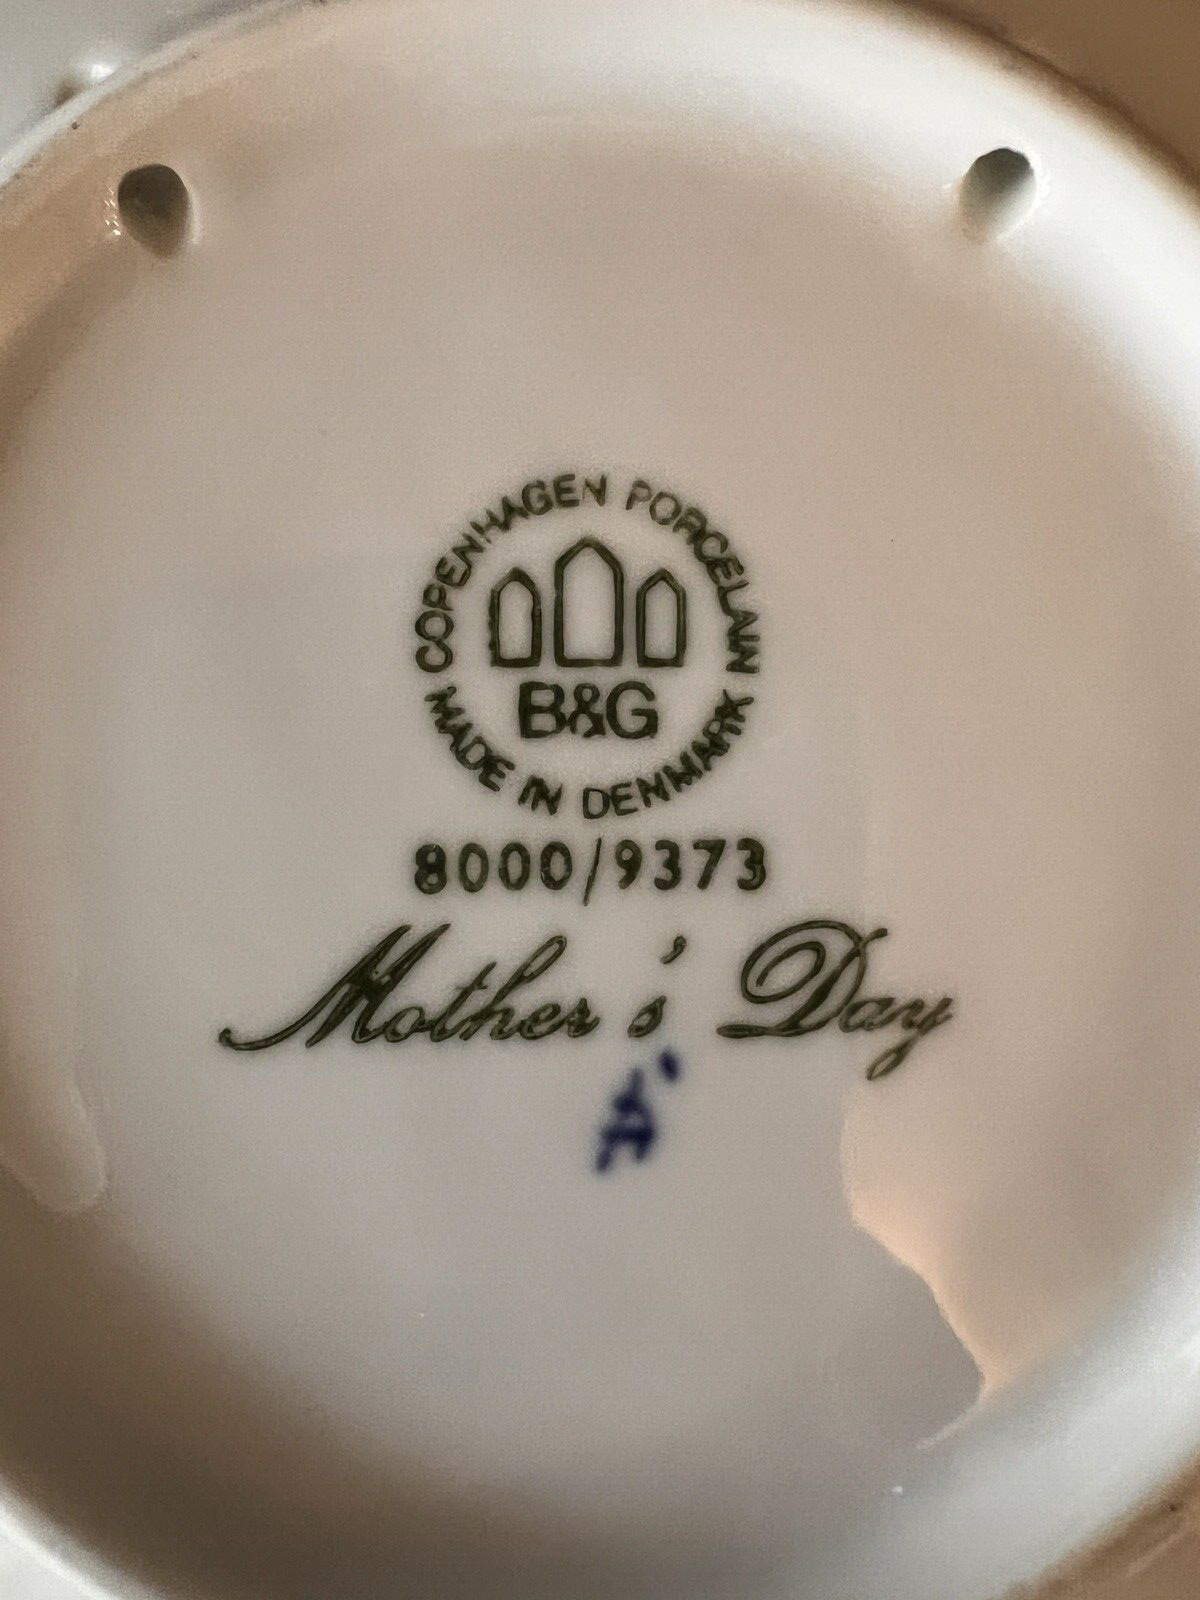 COPENHAGEN PORCELAIN
B&G
MADE IN DENMARK
8000/9373
Mother's Day